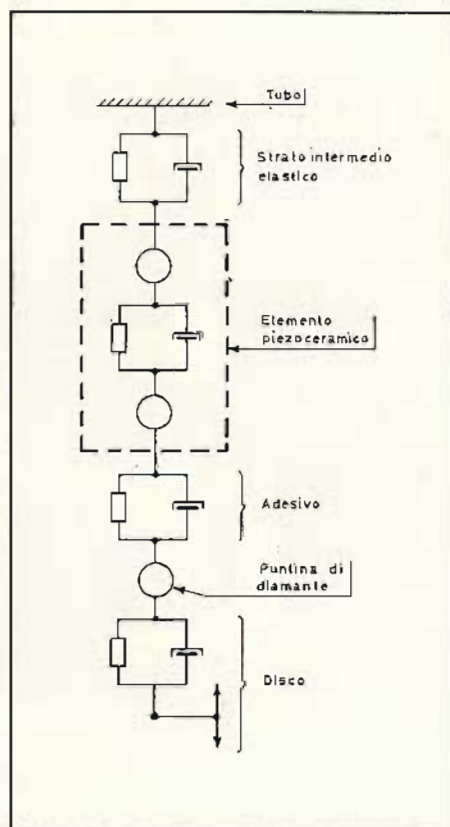 Tubo
Strato intermedio
elastico
Elemento
piezoceramico
Adesivo
Puntina di
diamante
Disco